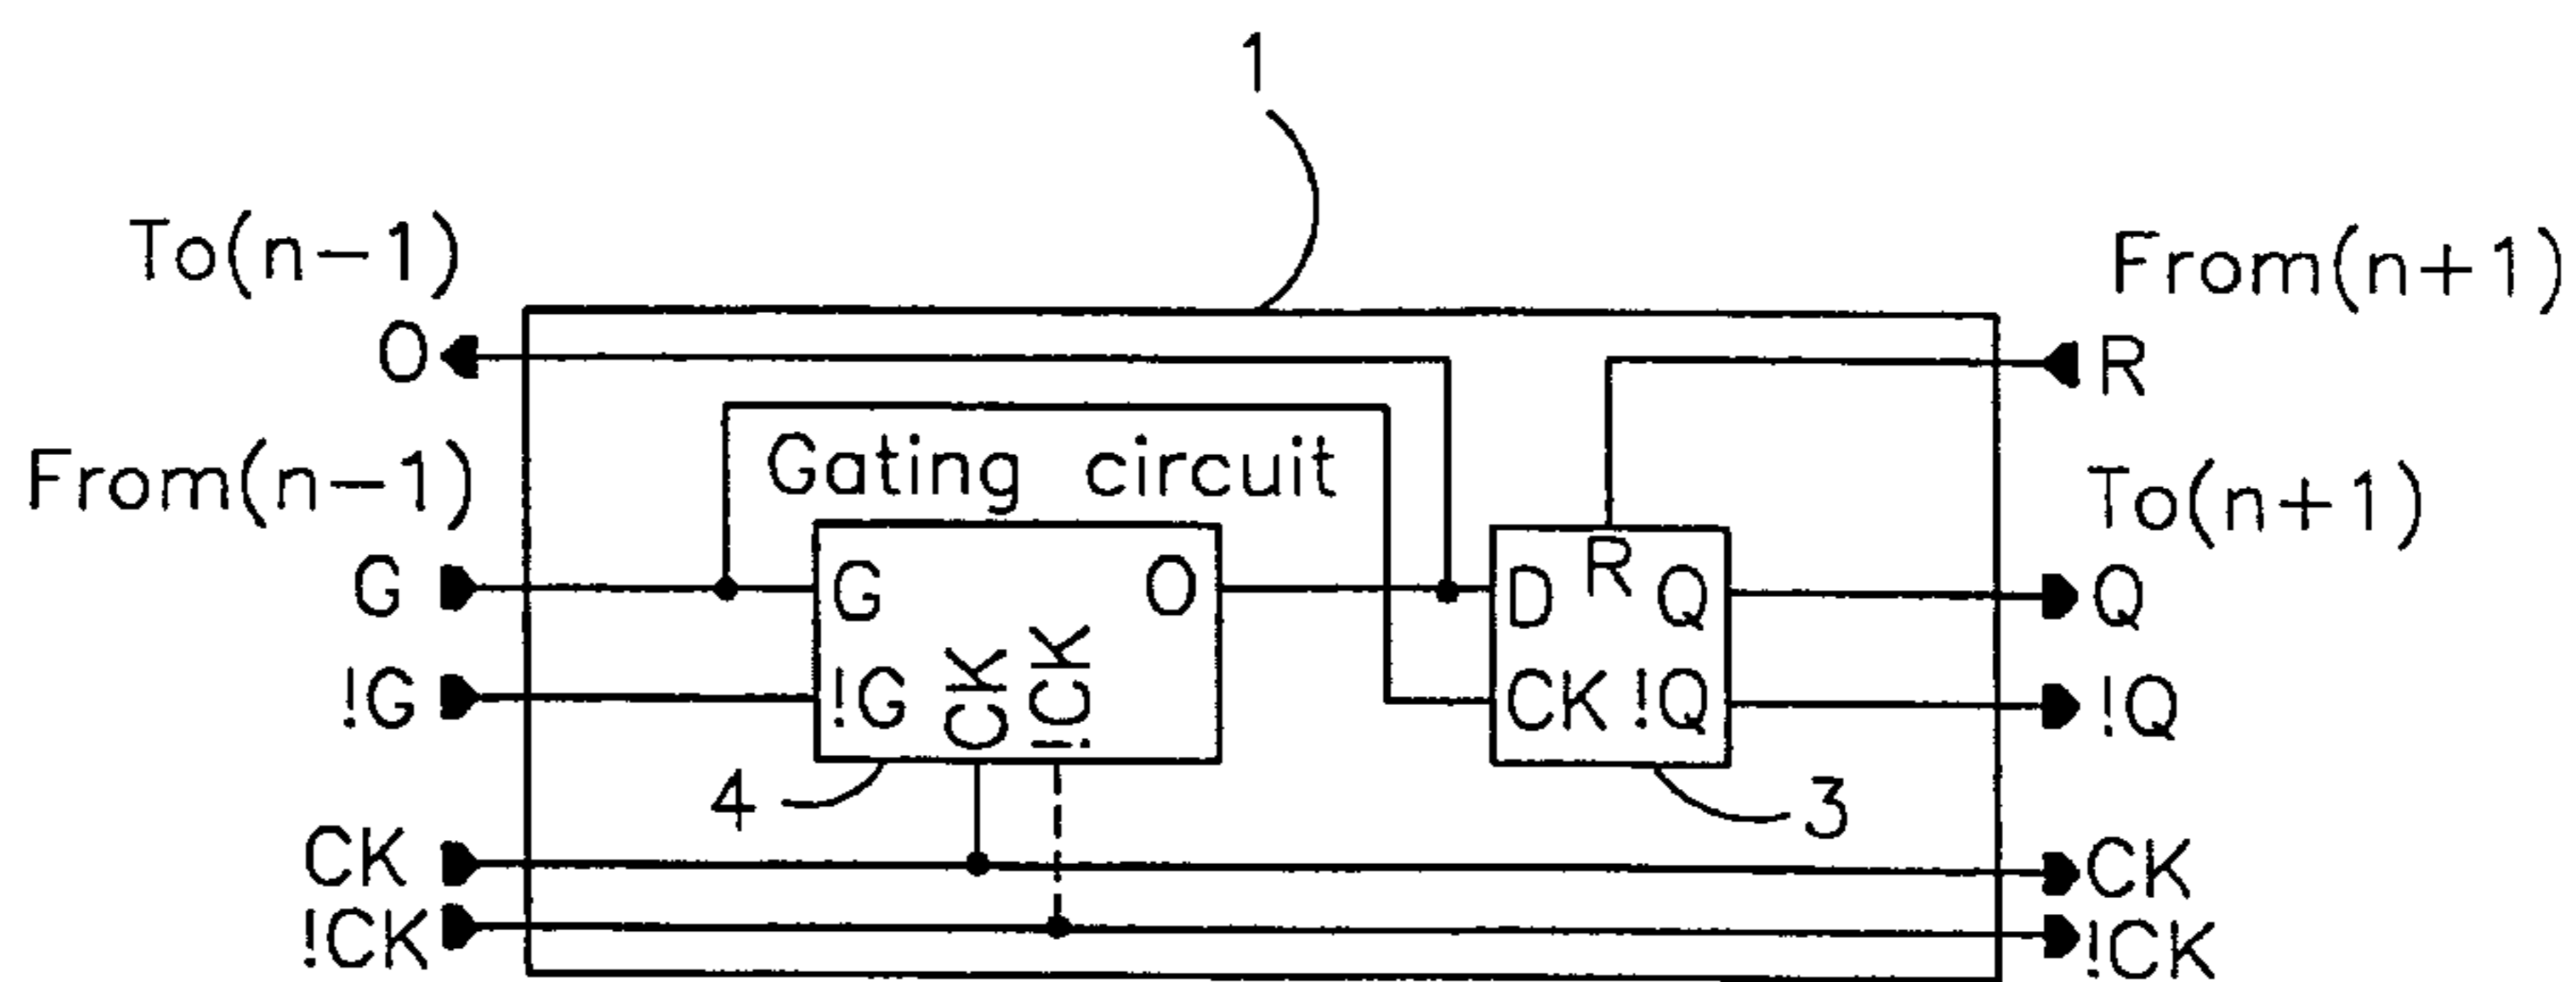 1
To(n-1)
From(n+1)
O
R
From(n-1)
Gating circuit
To(n+1)
G
G
O
D
R
Q
Q
!G
!G
CK
!CK
CK
!Q
!Q
4
3
CK
CK
!CK
!CK